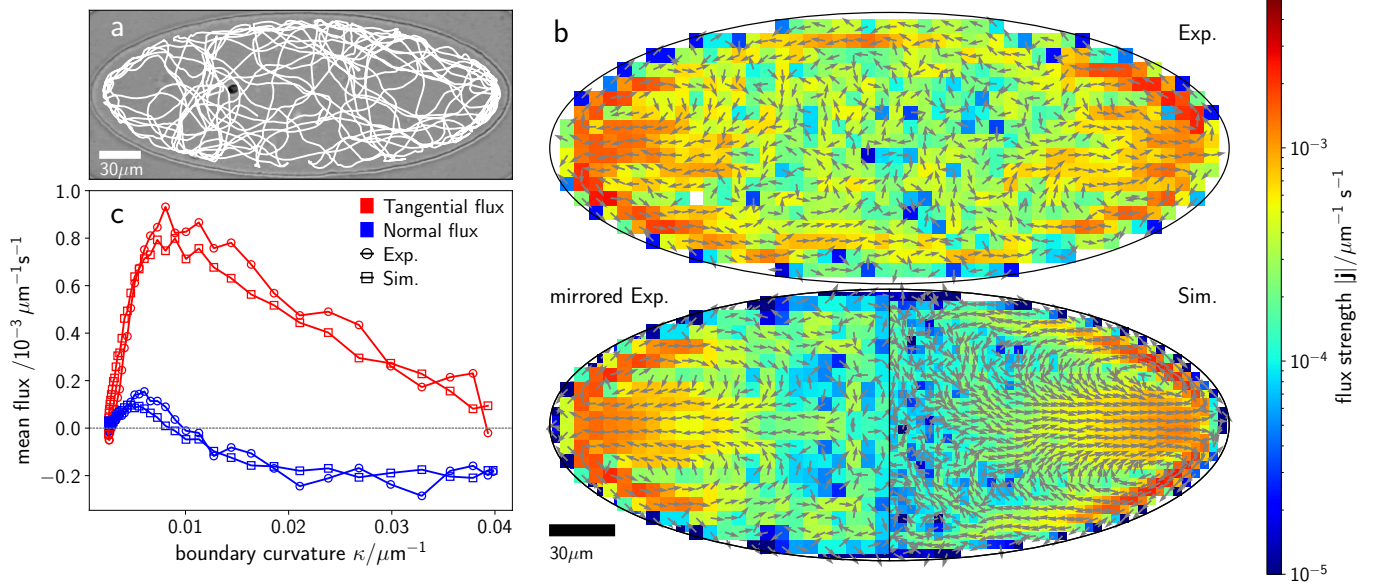 a
30μm
b
Exp.
mirrored Exp.
Sim.
30μm
flux strength |j|/μm⁻¹ s⁻¹
10⁻³
10⁻⁴
10⁻⁵
c
Tangential flux
Normal flux
Exp.
Sim.
mean flux /10⁻³ μm⁻¹s⁻¹
1.0
0.8
0.6
0.4
0.2
0.0
−0.2
0.01 0.02 0.03 0.04
boundary curvature κ/μm⁻¹